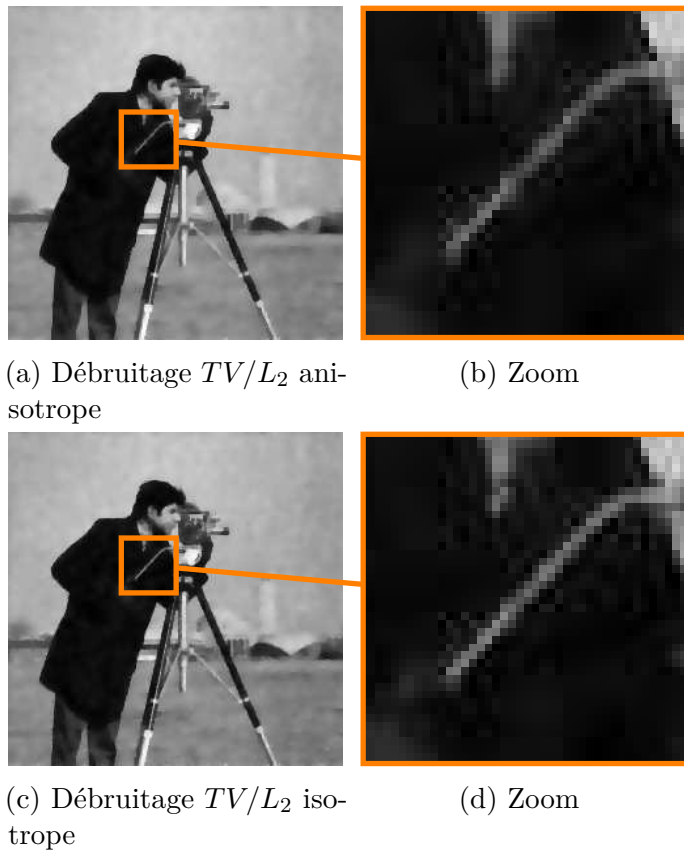 (a) Débruitage TV/L₂ ani-
sotrope
(b) Zoom
(c) Débruitage TV/L₂ iso-
trope
(d) Zoom